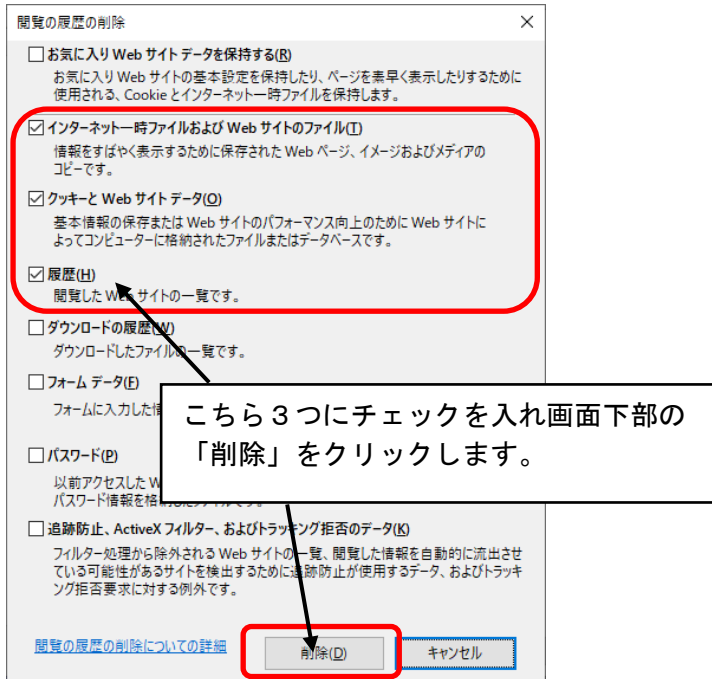 閲覧の履歴の削除
お気に入り Web サイト データを保持する(R)
お気に入り Web サイトの基本設定を保持したり、ページを素早く表示したりするために
使用される、Cookie とインターネット一時ファイルを保持します。
インターネット一時ファイルおよび Web サイトのファイル(T)
情報をすばやく表示するために保存された Web ページ、イメージおよびメディアの
コピーです。
クッキーと Web サイト データ(O)
基本情報の保存または Web サイトのパフォーマンス向上のために Web サイトに
よってコンピューターに格納されたファイルまたはデータベースです。
履歴(H)
閲覧した Web サイトの一覧です。
ダウンロードの履歴(W)
ダウンロードしたファイルの一覧です。
フォーム データ(F)
フォームに入力した
こちら３つにチェックを入れ画面下部の
「削除」をクリックします。
パスワード(P)
以前アクセスした W
パスワード情報を格
追跡防止、ActiveX フィルター、およびトラッキング拒否のデータ(K)
フィルター処理から除外される Web サイトの一覧、閲覧した情報を自動的に流出させ
ている可能性があるサイトを検出するために追跡防止が使用するデータ、およびトラッキ
ング拒否要求に対する例外です。
閲覧の履歴の削除についての詳細
削除(D)
キャンセル